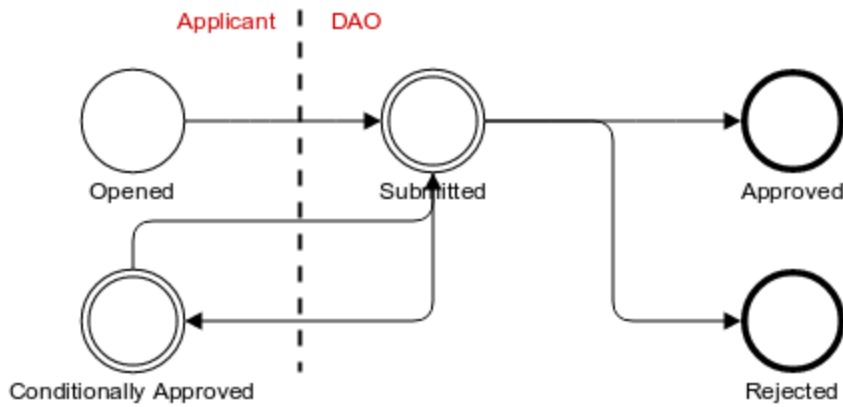 Applicant
DAO
Opened
Submitted
Approved
Conditionally Approved
Rejected